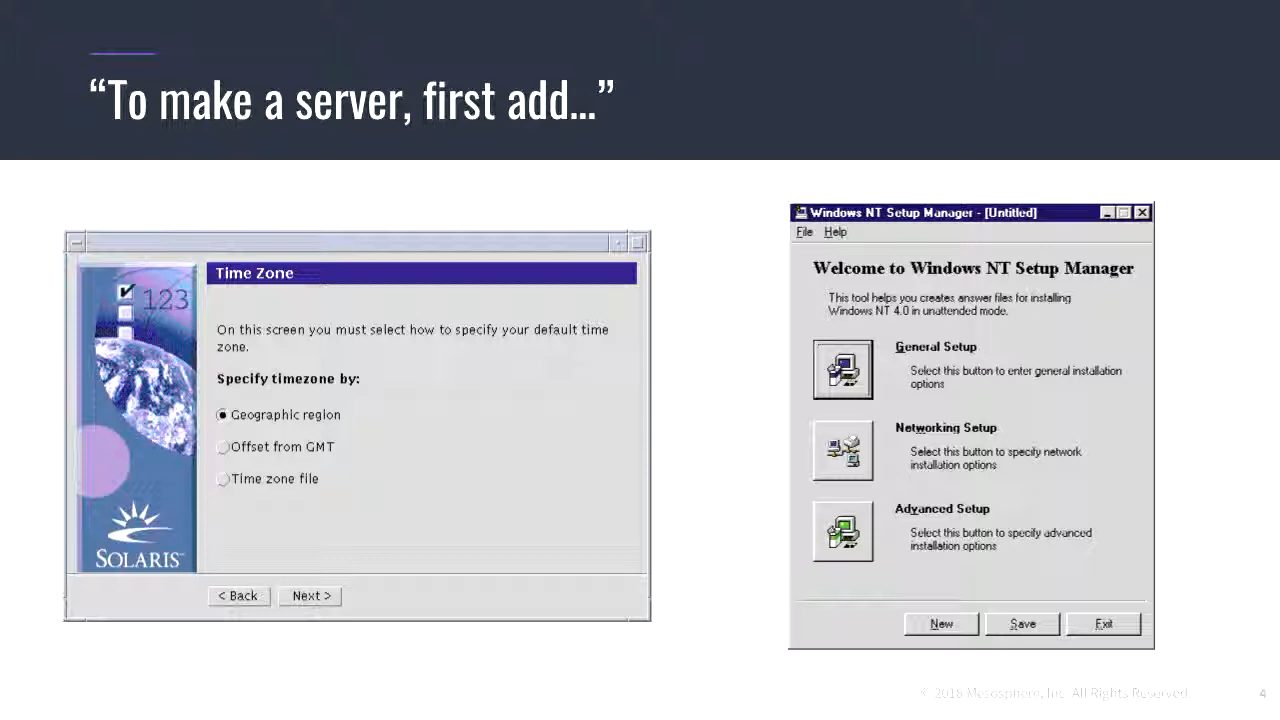 “To make a server, first add...”
Time Zone
123
On this screen you must select how to specify your default time
zone.
Specify timezone by:
Geographic region
Offset from GMT
Time zone file
SOLARIS™
< Back
Next >
Windows NT Setup Manager - [Untitled]
File Help
Welcome to Windows NT Setup Manager
This tool helps you creates answer files for installing
Windows NT 4.0 in unattended mode.
General Setup
Select this button to enter general installation
options
Networking Setup
Select this button to specify network
installation options
Advanced Setup
Select this button to specify advanced
installation options
New
Save
Exit
© 2018 Mesosphere, Inc. All Rights Reserved.
4